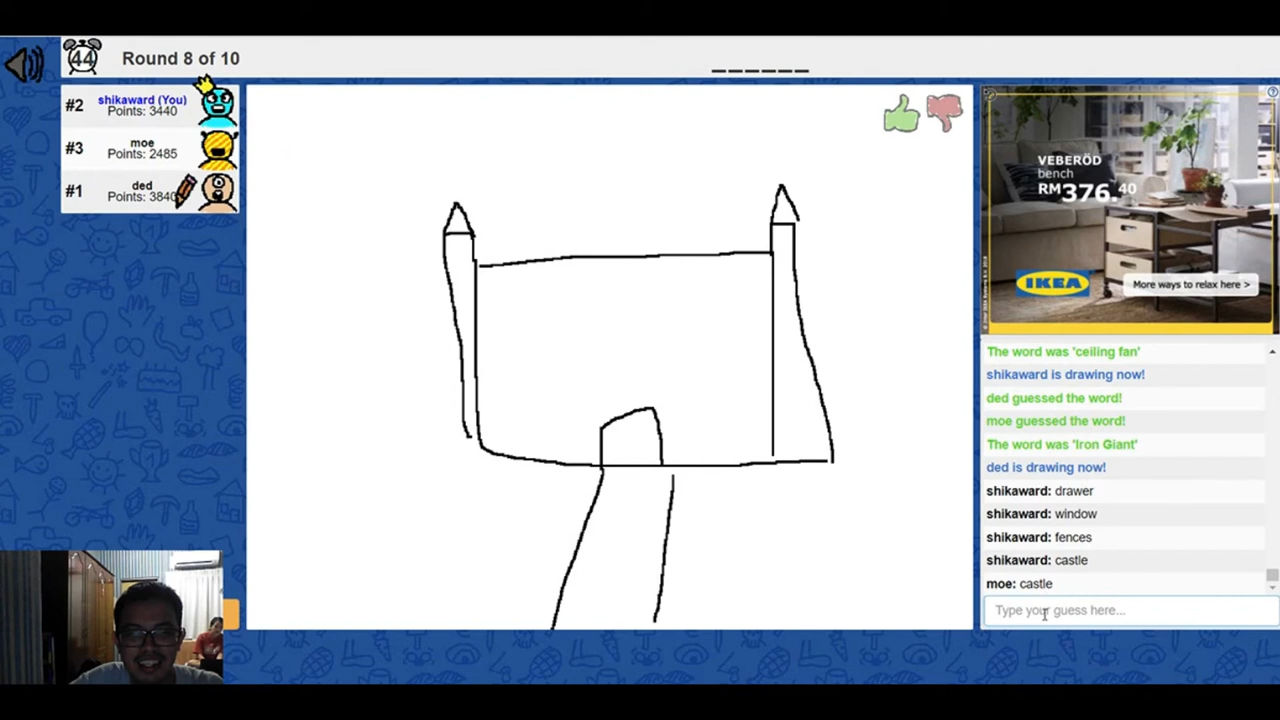 44
Round 8 of 10
______
#2
shikaward (You)
Points: 3440
#3
moe
Points: 2485
#1
ded
Points: 3840
VEBERÖD
bench
RM376.40
IKEA
More ways to relax here >
The word was 'ceiling fan'
shikaward is drawing now!
ded guessed the word!
moe guessed the word!
The word was 'Iron Giant'
ded is drawing now!
shikaward: drawer
shikaward: window
shikaward: fences
shikaward: castle
moe: castle
Type your guess here...